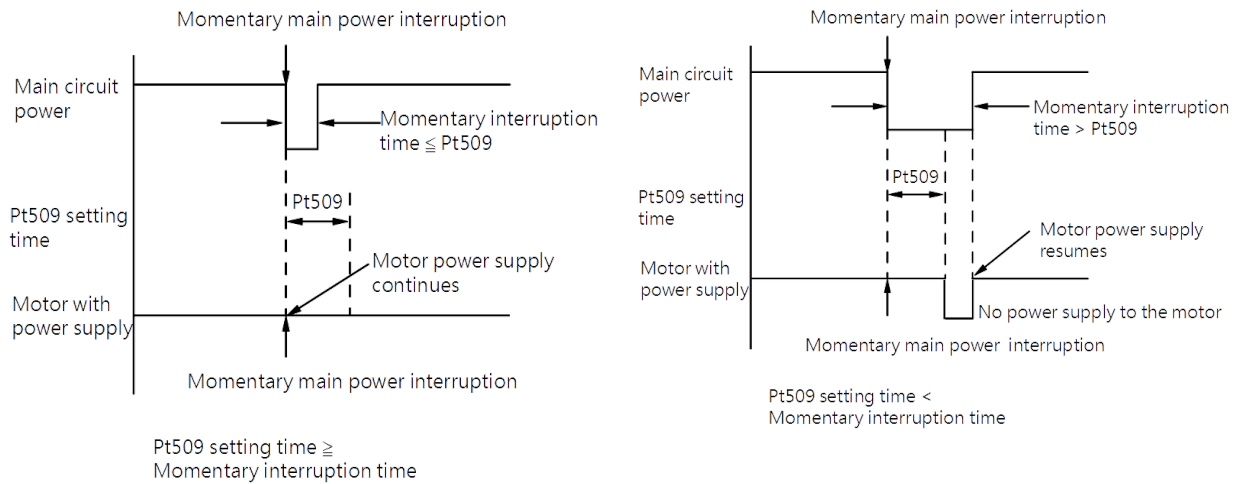 Momentary main power interruption
Main circuit
power
Momentary interruption
time ≦ Pt509
Pt509
Pt509 setting
time
Motor power supply
continues
Motor with
power supply
Momentary main power interruption
Pt509 setting time ≧
Momentary interruption time
Momentary main power interruption
Main circuit
power
Momentary interruption
time > Pt509
Pt509
Pt509 setting
time
Motor power supply
resumes
Motor with
power supply
No power supply to the motor
Momentary main power interruption
Pt509 setting time <
Momentary interruption time